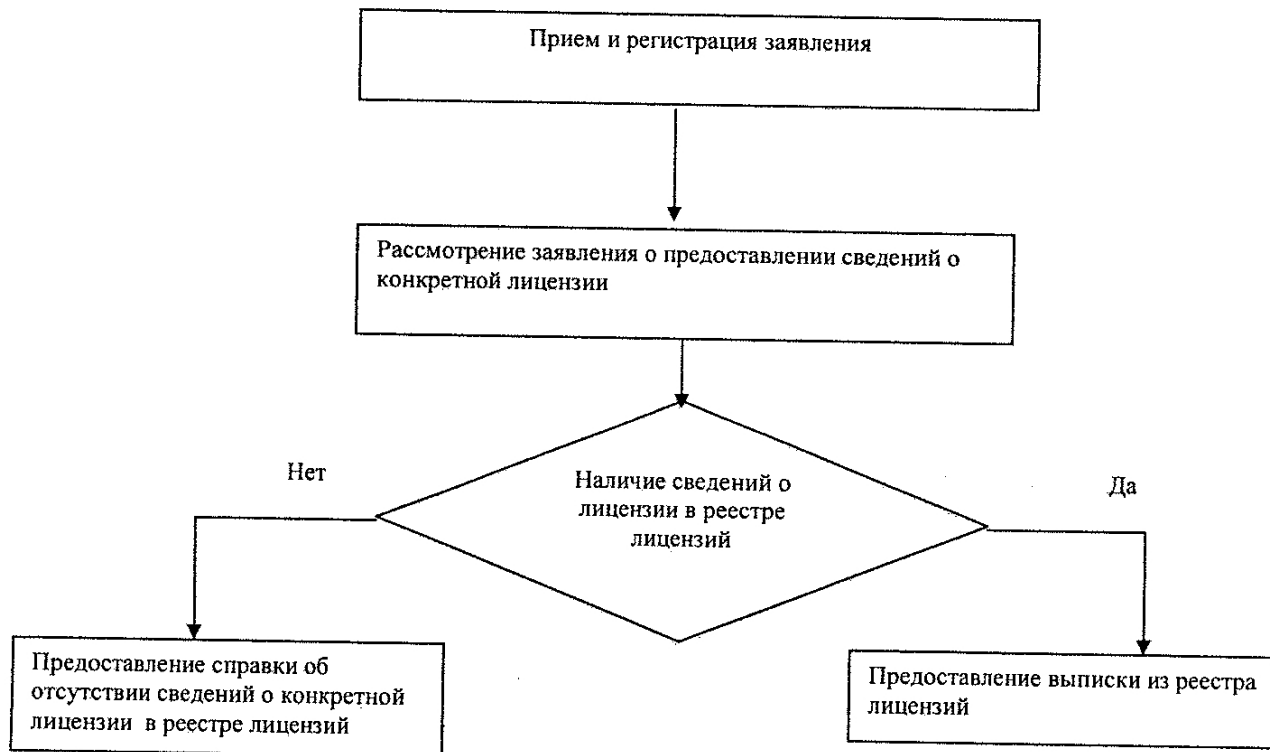 Прием и регистрация заявления
Рассмотрение заявления о предоставлении сведений о
конкретной лицензии
Нет
Наличие сведений о
лицензии в реестре
лицензий
Да
Предоставление справки об
отсутствии сведений о конкретной
лицензии в реестре лицензий
Предоставление выписки из реестра
лицензий